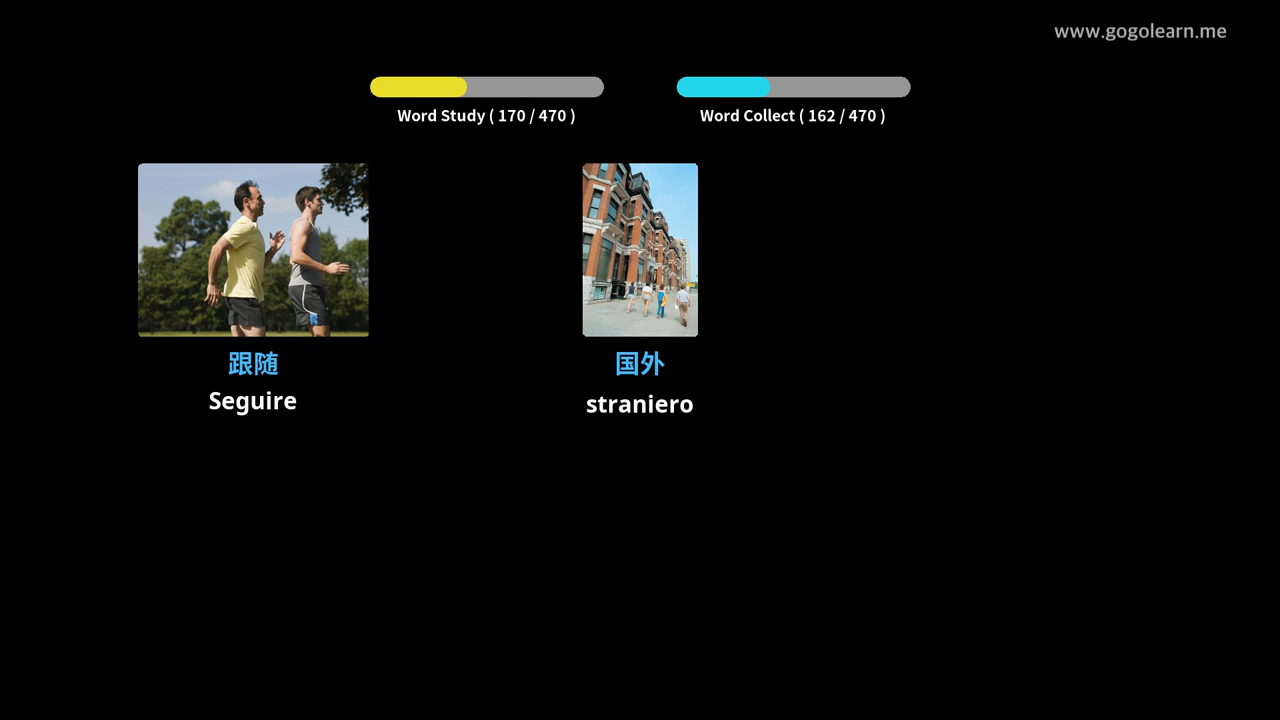 www.gogolearn.me
Word Study ( 170 / 470 )
Word Collect ( 162 / 470 )
跟随
Seguire
国外
straniero